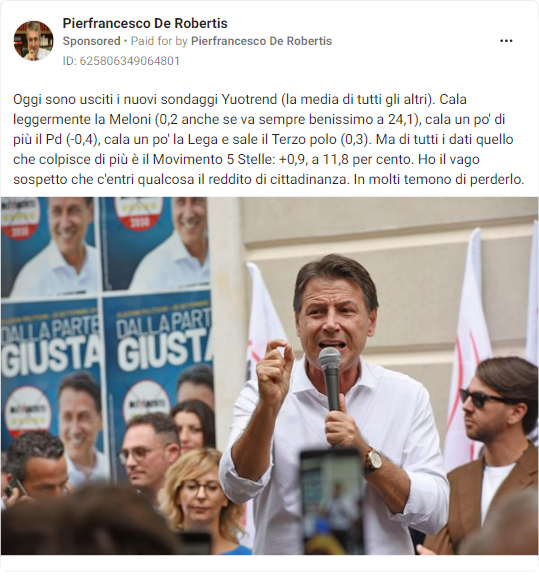 Pierfrancesco De Robertis
Sponsored • Paid for by Pierfrancesco De Robertis
ID: 625806349064801
Oggi sono usciti i nuovi sondaggi Yuotrend (la media di tutti gli altri). Cala
leggermente la Meloni (0,2 anche se va sempre benissimo a 24,1), cala un po' di
più il Pd (-0,4), cala un po' la Lega e sale il Terzo polo (0,3). Ma di tutti i dati quello
che colpisce di più è il Movimento 5 Stelle: +0,9, a 11,8 per cento. Ho il vago
sospetto che c'entri qualcosa il reddito di cittadinanza. In molti temono di perderlo.
2050
2050
DALLA PARTE
GIUSTA
DALLA PARTE
GIUSTA